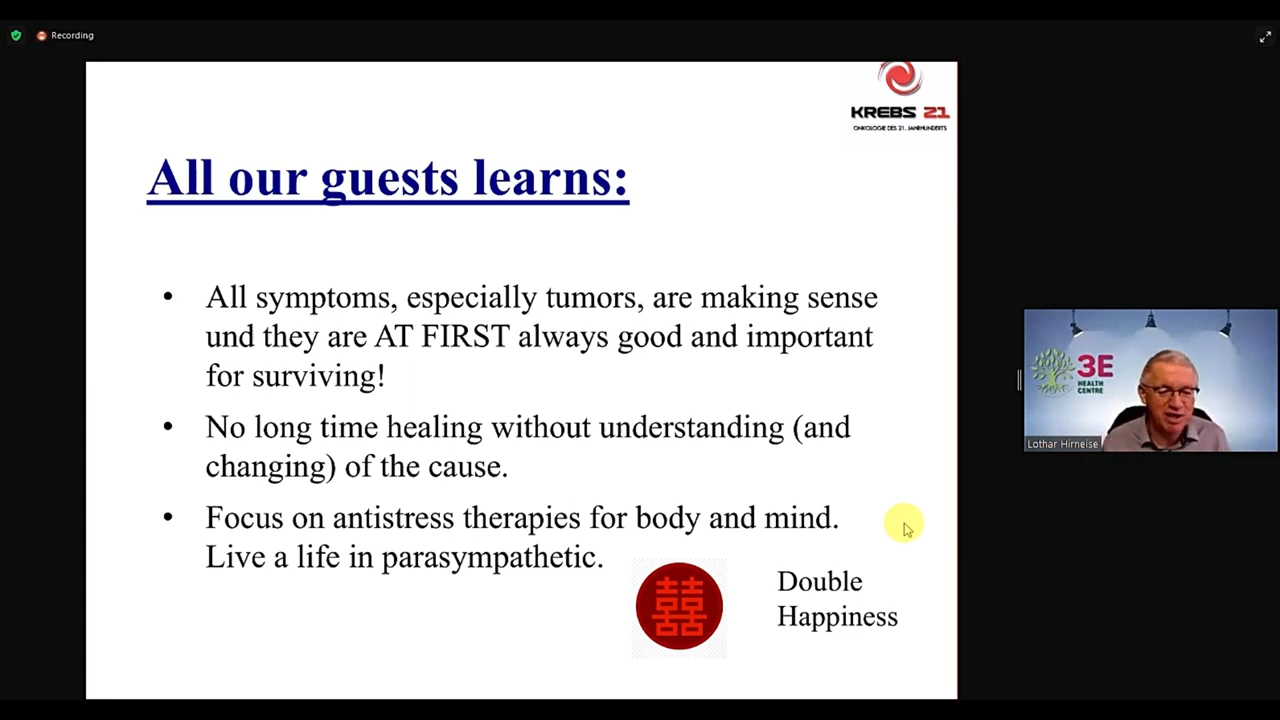 Recording
KREBS 21
ONKOLOGIE DES 21. JAHRHUNDERTS
All our guests learns:
• All symptoms, especially tumors, are making sense
und they are AT FIRST always good and important
for surviving!
• No long time healing without understanding (and
changing) of the cause.
• Focus on antistress therapies for body and mind.
Live a life in parasympathetic.
囍
Double
Happiness
3E
HEALTH
CENTRE
Lothar Hirneise